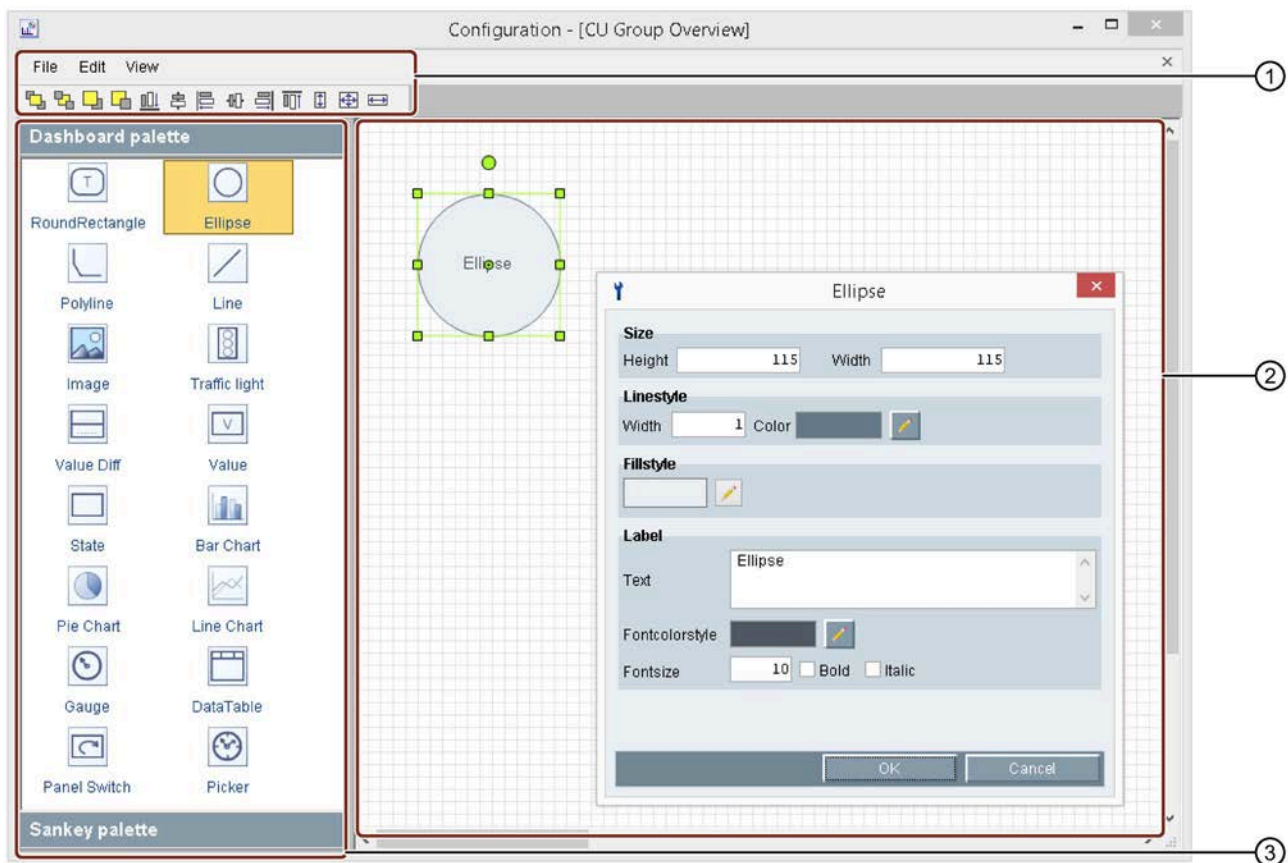 Configuration - [CU Group Overview]
File Edit View
1
Dashboard palette
T
RoundRectangle Ellipse
Polyline Line
Image Traffic light
V
Value Diff Value
State Bar Chart
Pie Chart Line Chart
Gauge DataTable
Panel Switch Picker
Sankey palette
Ellipse
Ellipse
Size
Height 115 Width 115
Linestyle
Width 1 Color
Fillstyle
Label
Text Ellipse
Fontcolorstyle
Fontsize 10 Bold Italic
OK Cancel
2
3